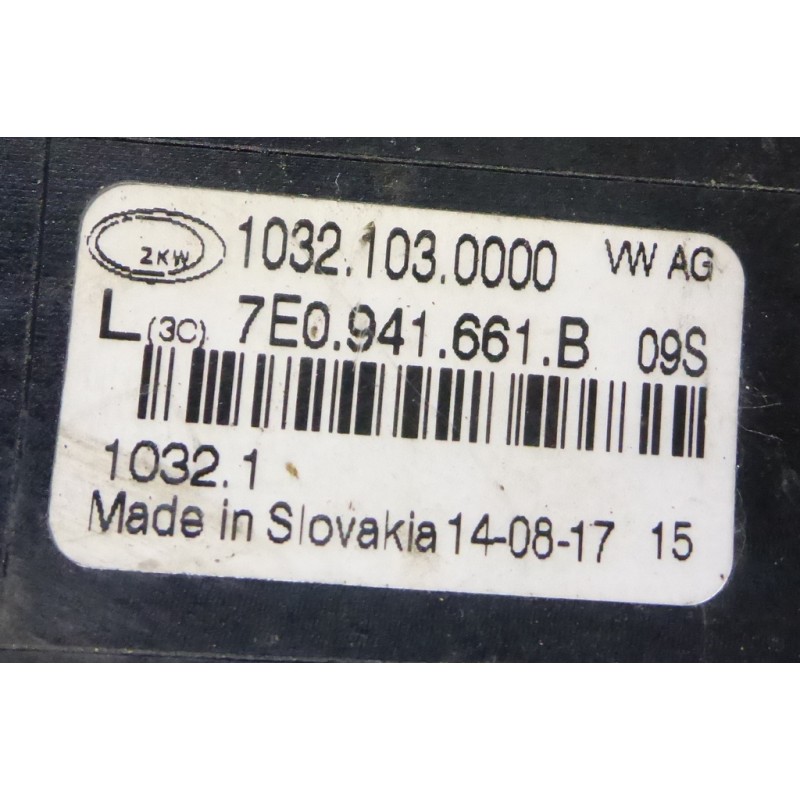 2KW 1032.103.0000 VW AG
L (3C) 7E0.941.661.B 09S
1032.1
Made in Slovakia 14-08-17 15